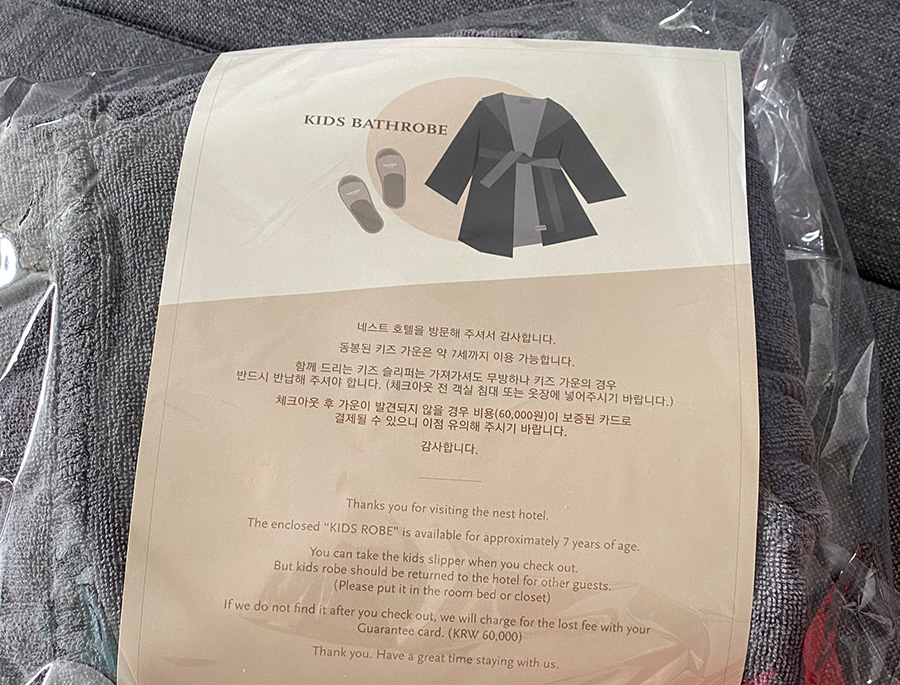 KIDS BATHROBE
네스트 호텔을 방문해 주셔서 감사합니다.
동봉된 키즈 가운은 약 7세까지 이용 가능합니다.
함께 드리는 키즈 슬리퍼는 가져가셔도 무방하나 키즈 가운의 경우
반드시 반납해 주셔야 합니다. (체크아웃 전 객실 침대 또는 옷장에 넣어주시기 바랍니다.)
체크아웃 후 가운이 발견되지 않을 경우 비용(60,000원)이 보증된 카드로
결제될 수 있으니 이점 유의해 주시기 바랍니다.
감사합니다.
Thanks you for visiting the nest hotel.
The enclosed “KIDS ROBE” is available for approximately 7 years of age.
You can take the kids slipper when you check out.
But kids robe should be returned to the hotel for other guests.
(Please put it in the room bed or closet)
If we do not find it after you check out, we will charge for the lost fee with your
Guarantee card. (KRW 60,000)
Thank you. Have a great time staying with us.